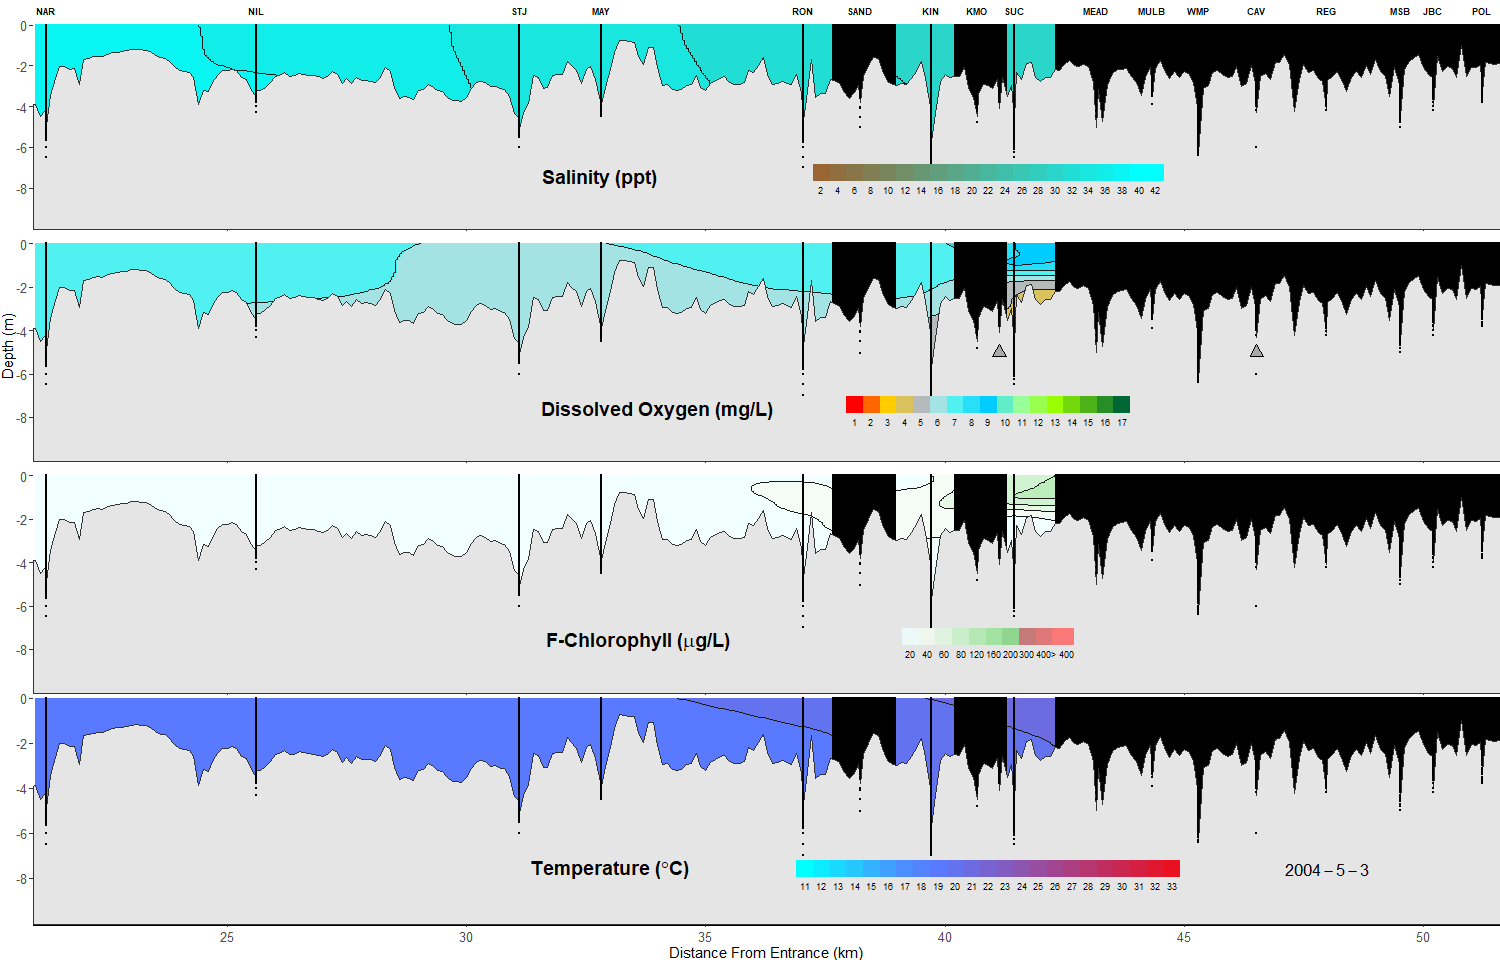 NAR NIL STJ MAY RON SAND KIN KMO SUC MEAD MULB WMP CAV REG MSB JBC POL
0
-2
-4
-6
-8
Salinity (ppt)
2 4 6 8 10 12 14 16 18 20 22 24 26 28 30 32 34 36 38 40 42
0
-2
-4
-6
-8
Depth (m)
Dissolved Oxygen (mg/L)
1 2 3 4 5 6 7 8 9 10 11 12 13 14 15 16 17
0
-2
-4
-6
-8
F-Chlorophyll (μg/L)
20 40 60 80 120 160 200 300 400> 400
0
-2
-4
-6
-8
Temperature (°C)
11 12 13 14 15 16 17 18 19 20 21 22 23 24 25 26 27 28 29 30 31 32 33
2004 – 5 – 3
25 30 35 40 45 50
Distance From Entrance (km)